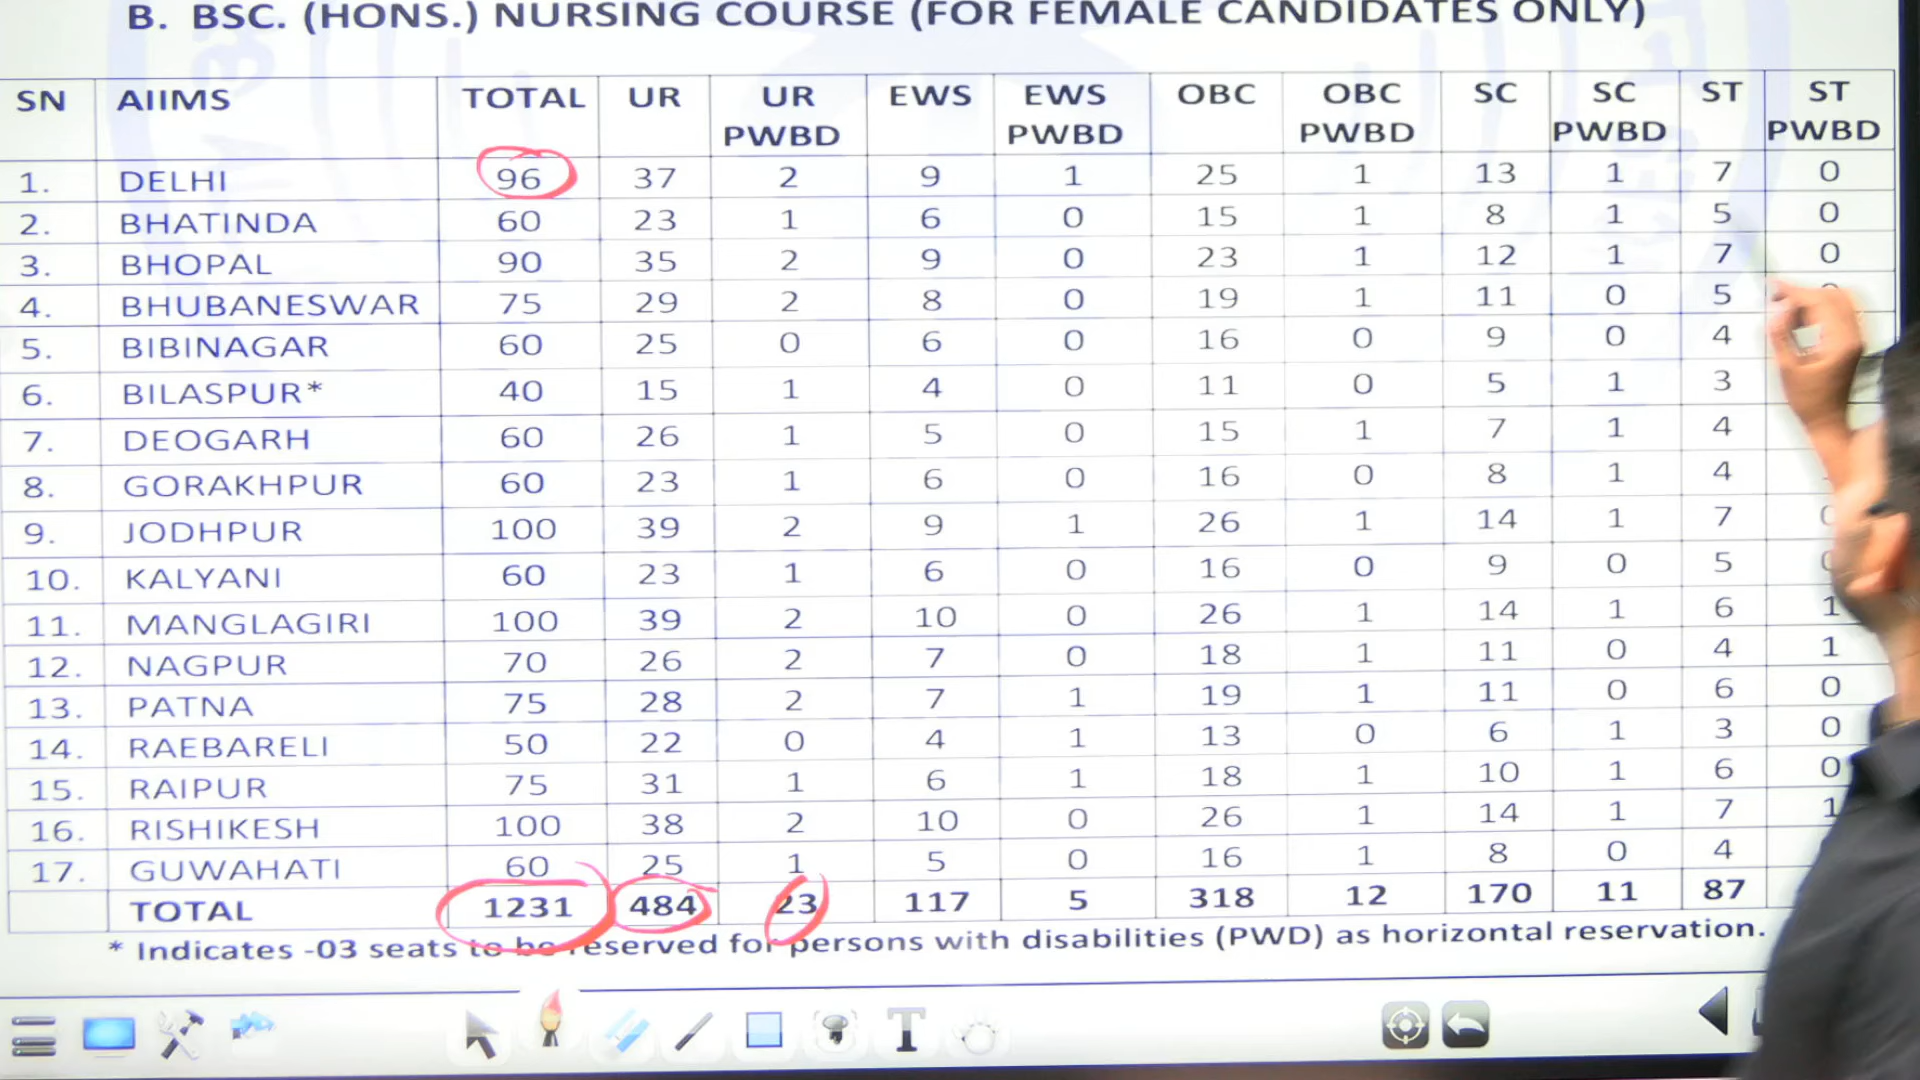 B. BSC. (HONS.) NURSING COURSE (FOR FEMALE CANDIDATES ONLY)
SN AIIMS TOTAL UR UR PWBD EWS EWS PWBD OBC OBC PWBD SC SC PWBD ST ST PWBD
1. DELHI 96 37 2 9 1 25 1 13 1 7 0
2. BHATINDA 60 23 1 6 0 15 1 8 1 5 0
3. BHOPAL 90 35 2 9 0 23 1 12 1 7 0
4. BHUBANESWAR 75 29 2 8 0 19 1 11 0 5
5. BIBINAGAR 60 25 0 6 0 16 0 9 0 4
6. BILASPUR* 40 15 1 4 0 11 0 5 1 3
7. DEOGARH 60 26 1 5 0 15 1 7 1 4
8. GORAKHPUR 60 23 1 6 0 16 0 8 1 4
9. JODHPUR 100 39 2 9 1 26 1 14 1 7
10. KALYANI 60 23 1 6 0 16 0 9 0 5
11. MANGLAGIRI 100 39 2 10 0 26 1 14 1 6 1
12. NAGPUR 70 26 2 7 0 18 1 11 0 4 1
13. PATNA 75 28 2 7 1 19 1 11 0 6 0
14. RAEBARELI 50 22 0 4 1 13 0 6 1 3 0
15. RAIPUR 75 31 1 6 1 18 1 10 1 6 0
16. RISHIKESH 100 38 2 10 0 26 1 14 1 7 1
17. GUWAHATI 60 25 1 5 0 16 1 8 0 4
TOTAL 1231 484 23 117 5 318 12 170 11 87
* Indicates -03 seats to be reserved for persons with disabilities (PWD) as horizontal reservation.
T